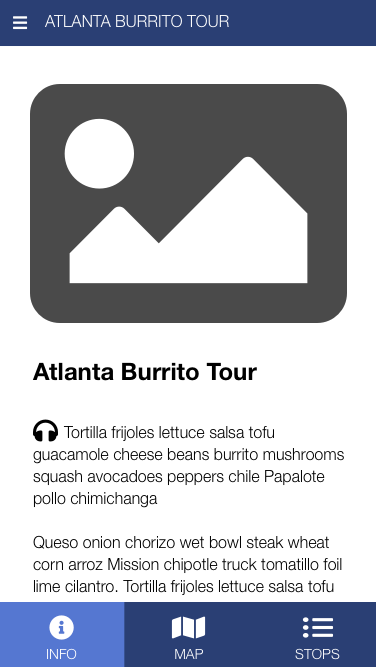 ATLANTA BURRITO TOUR
Atlanta Burrito Tour
Tortilla frijoles lettuce salsa tofu
guacamole cheese beans burrito mushrooms
squash avocadoes peppers chile Papalote
pollo chimichanga
Queso onion chorizo wet bowl steak wheat
corn arroz Mission chipotle truck tomatillo foil
lime cilantro. Tortilla frijoles lettuce salsa tofu
INFO
MAP
STOPS